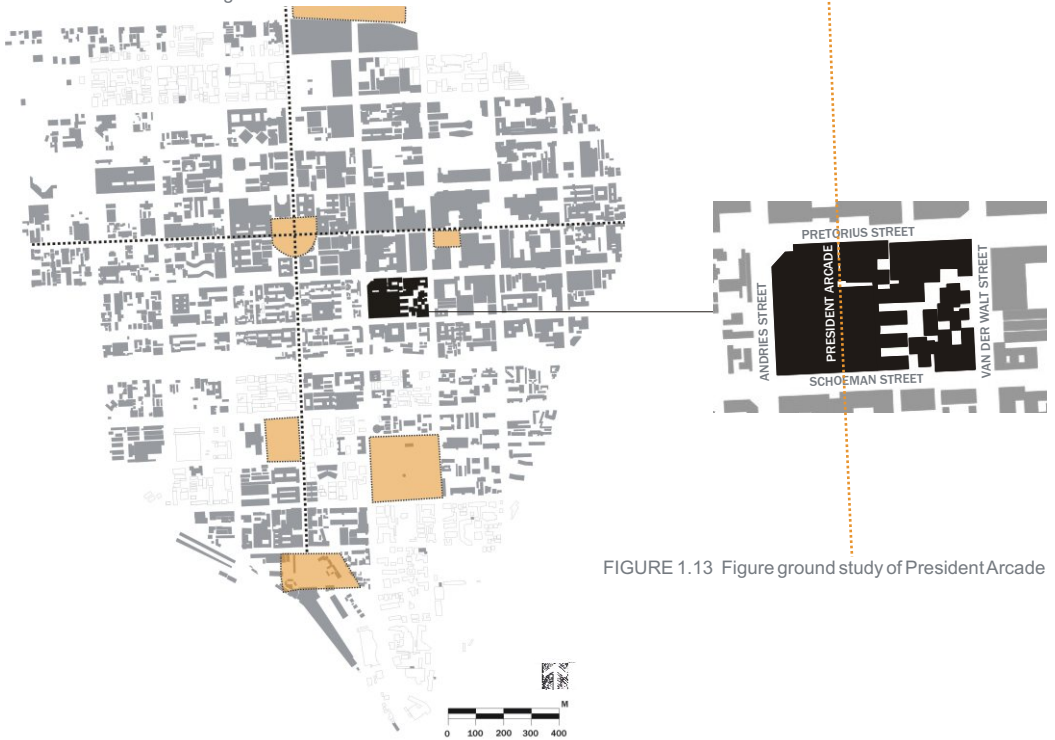 PRETORIUS STREET
ANDRIES STREET
PRESIDENT ARCADE
VAN DER WALT STREET
SCHOEMAN STREET
FIGURE 1.13 Figure ground study of President Arcade
M
0 100 200 300 400